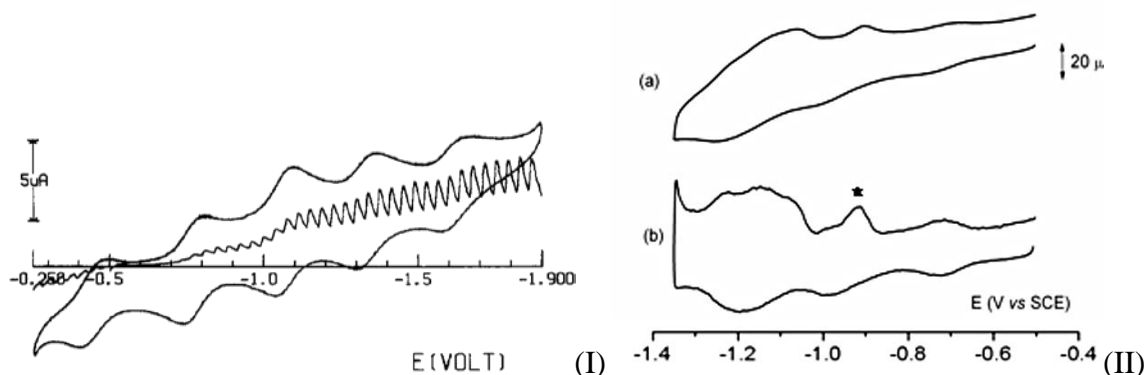 5uA
-0.258
-0.5
-1.0
-1.5
-1.900
E(VOLT)
(I)
(a)
20 μ
(b)
*
E (V vs SCE)
-1.4
-1.2
-1.0
-0.8
-0.6
-0.4
(II)